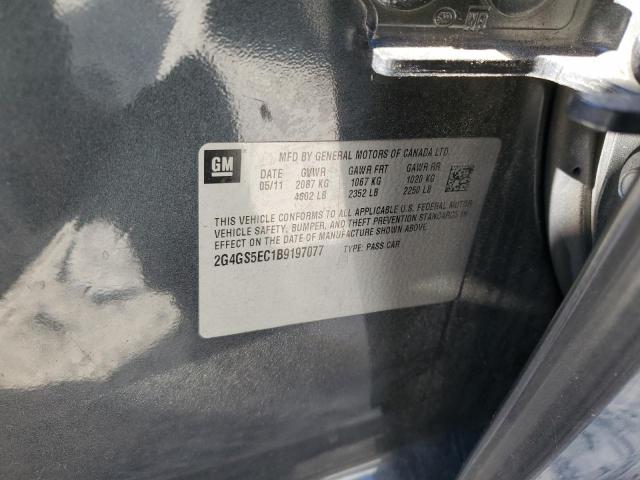 GM
MFD BY GENERAL MOTORS OF CANADA LTD.
DATE GVWR GAWR FRT GAWR RR
05/11 2087 KG 1067 KG 1020 KG
4602 LB 2352 LB 2250 LB
THIS VEHICLE CONFORMS TO ALL APPLICABLE U.S. FEDERAL MOTOR
VEHICLE SAFETY, BUMPER, AND THEFT PREVENTION STANDARDS IN
EFFECT ON THE DATE OF MANUFACTURE SHOWN ABOVE.
2G4GS5EC1B9197077 TYPE: PASS CAR